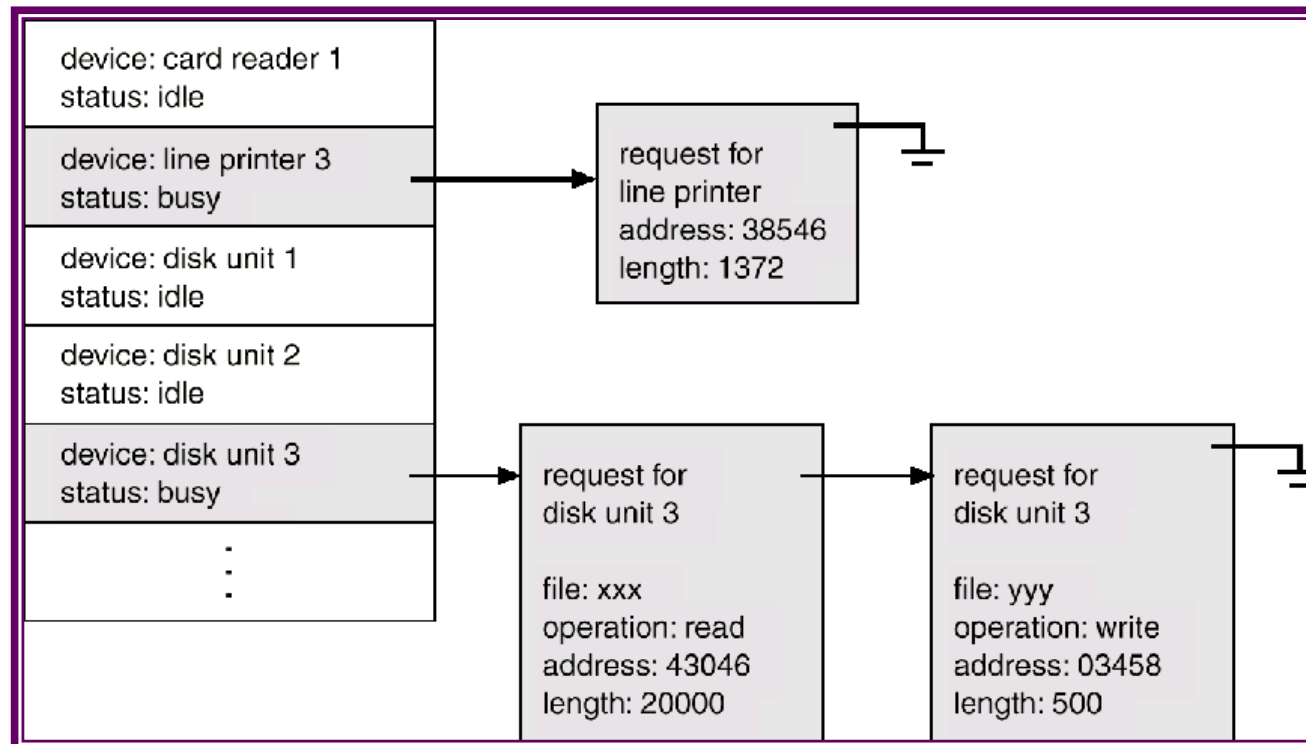 device: card reader 1
status: idle
device: line printer 3
status: busy
device: disk unit 1
status: idle
device: disk unit 2
status: idle
device: disk unit 3
status: busy
request for
line printer
address: 38546
length: 1372
request for
disk unit 3
file: xxx
operation: read
address: 43046
length: 20000
request for
disk unit 3
file: yyy
operation: write
address: 03458
length: 500